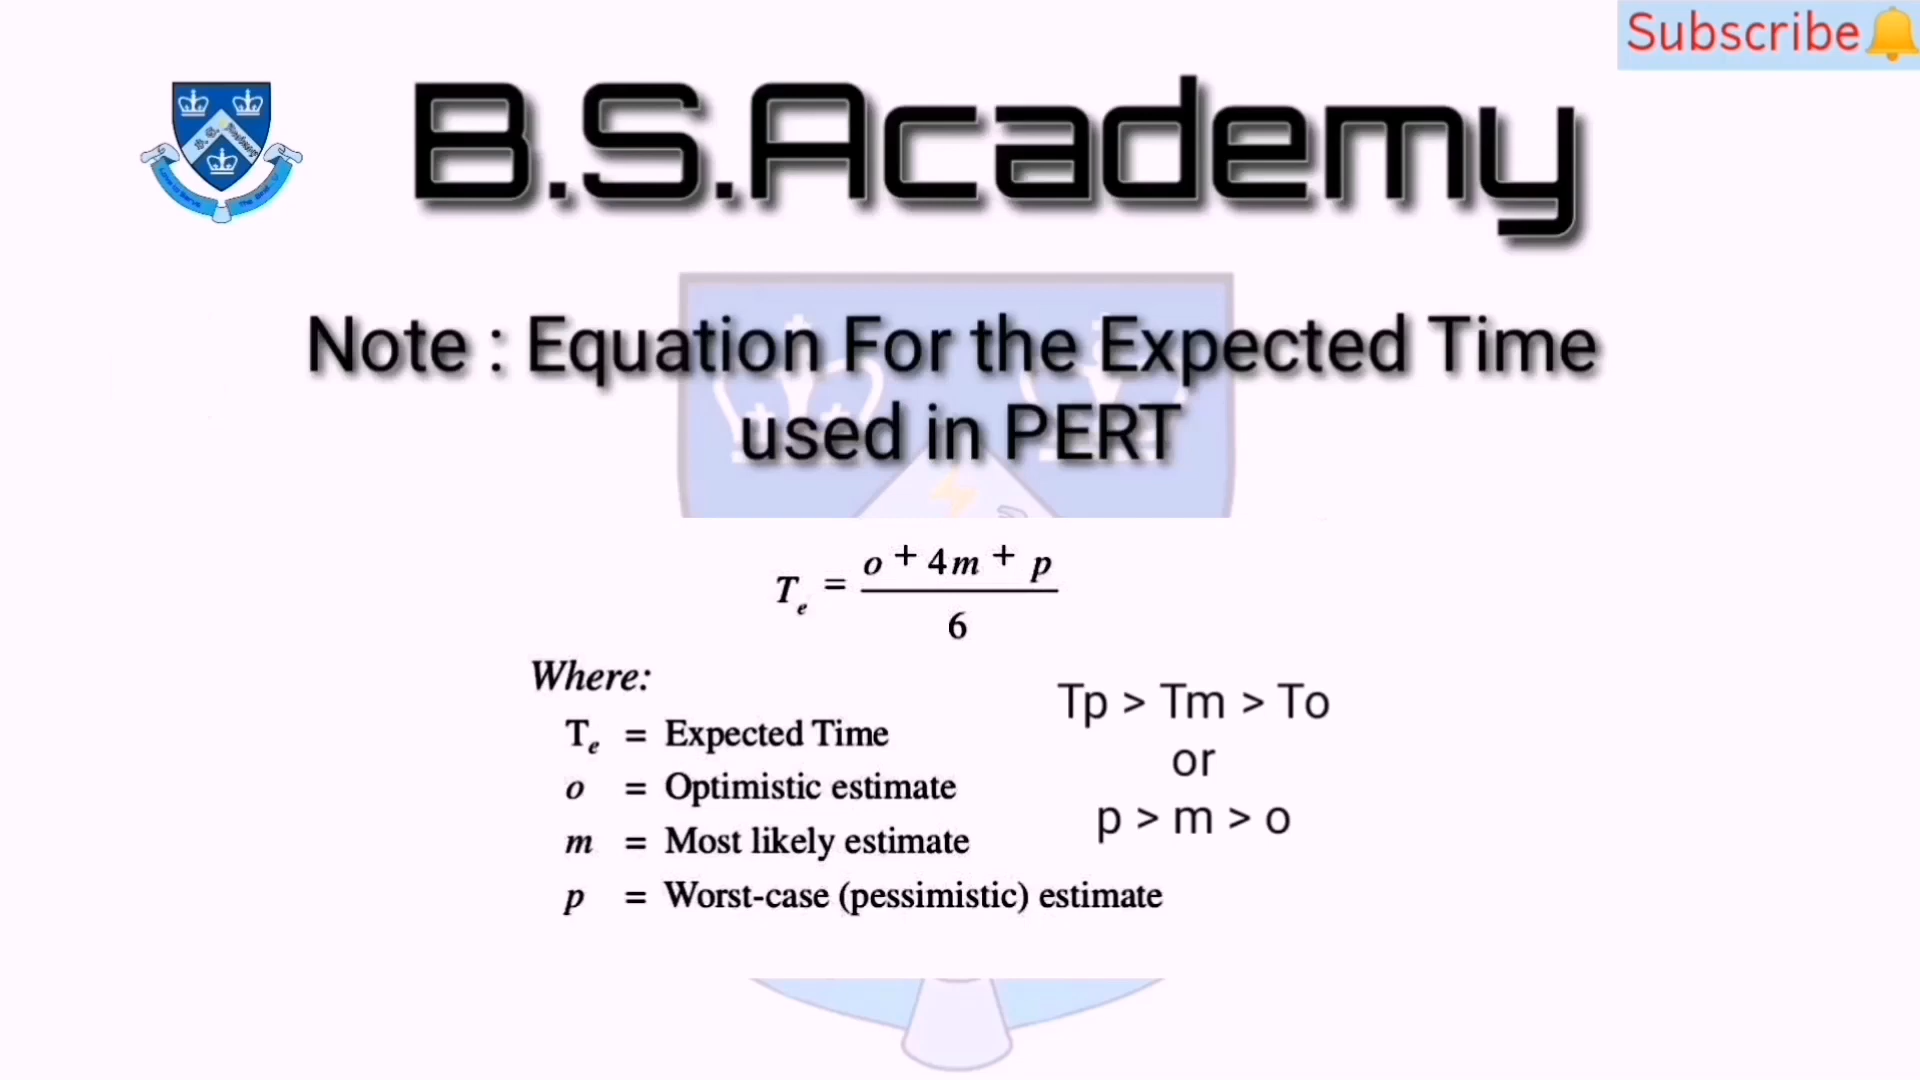 Subscribe🔔
B.S.Academy
Note : Equation For the Expected Time
used in PERT
Te = (o + 4m + p) / 6
Where:
Te = Expected Time
o = Optimistic estimate
m = Most likely estimate
p = Worst-case (pessimistic) estimate
Tp > Tm > To
or
p > m > o